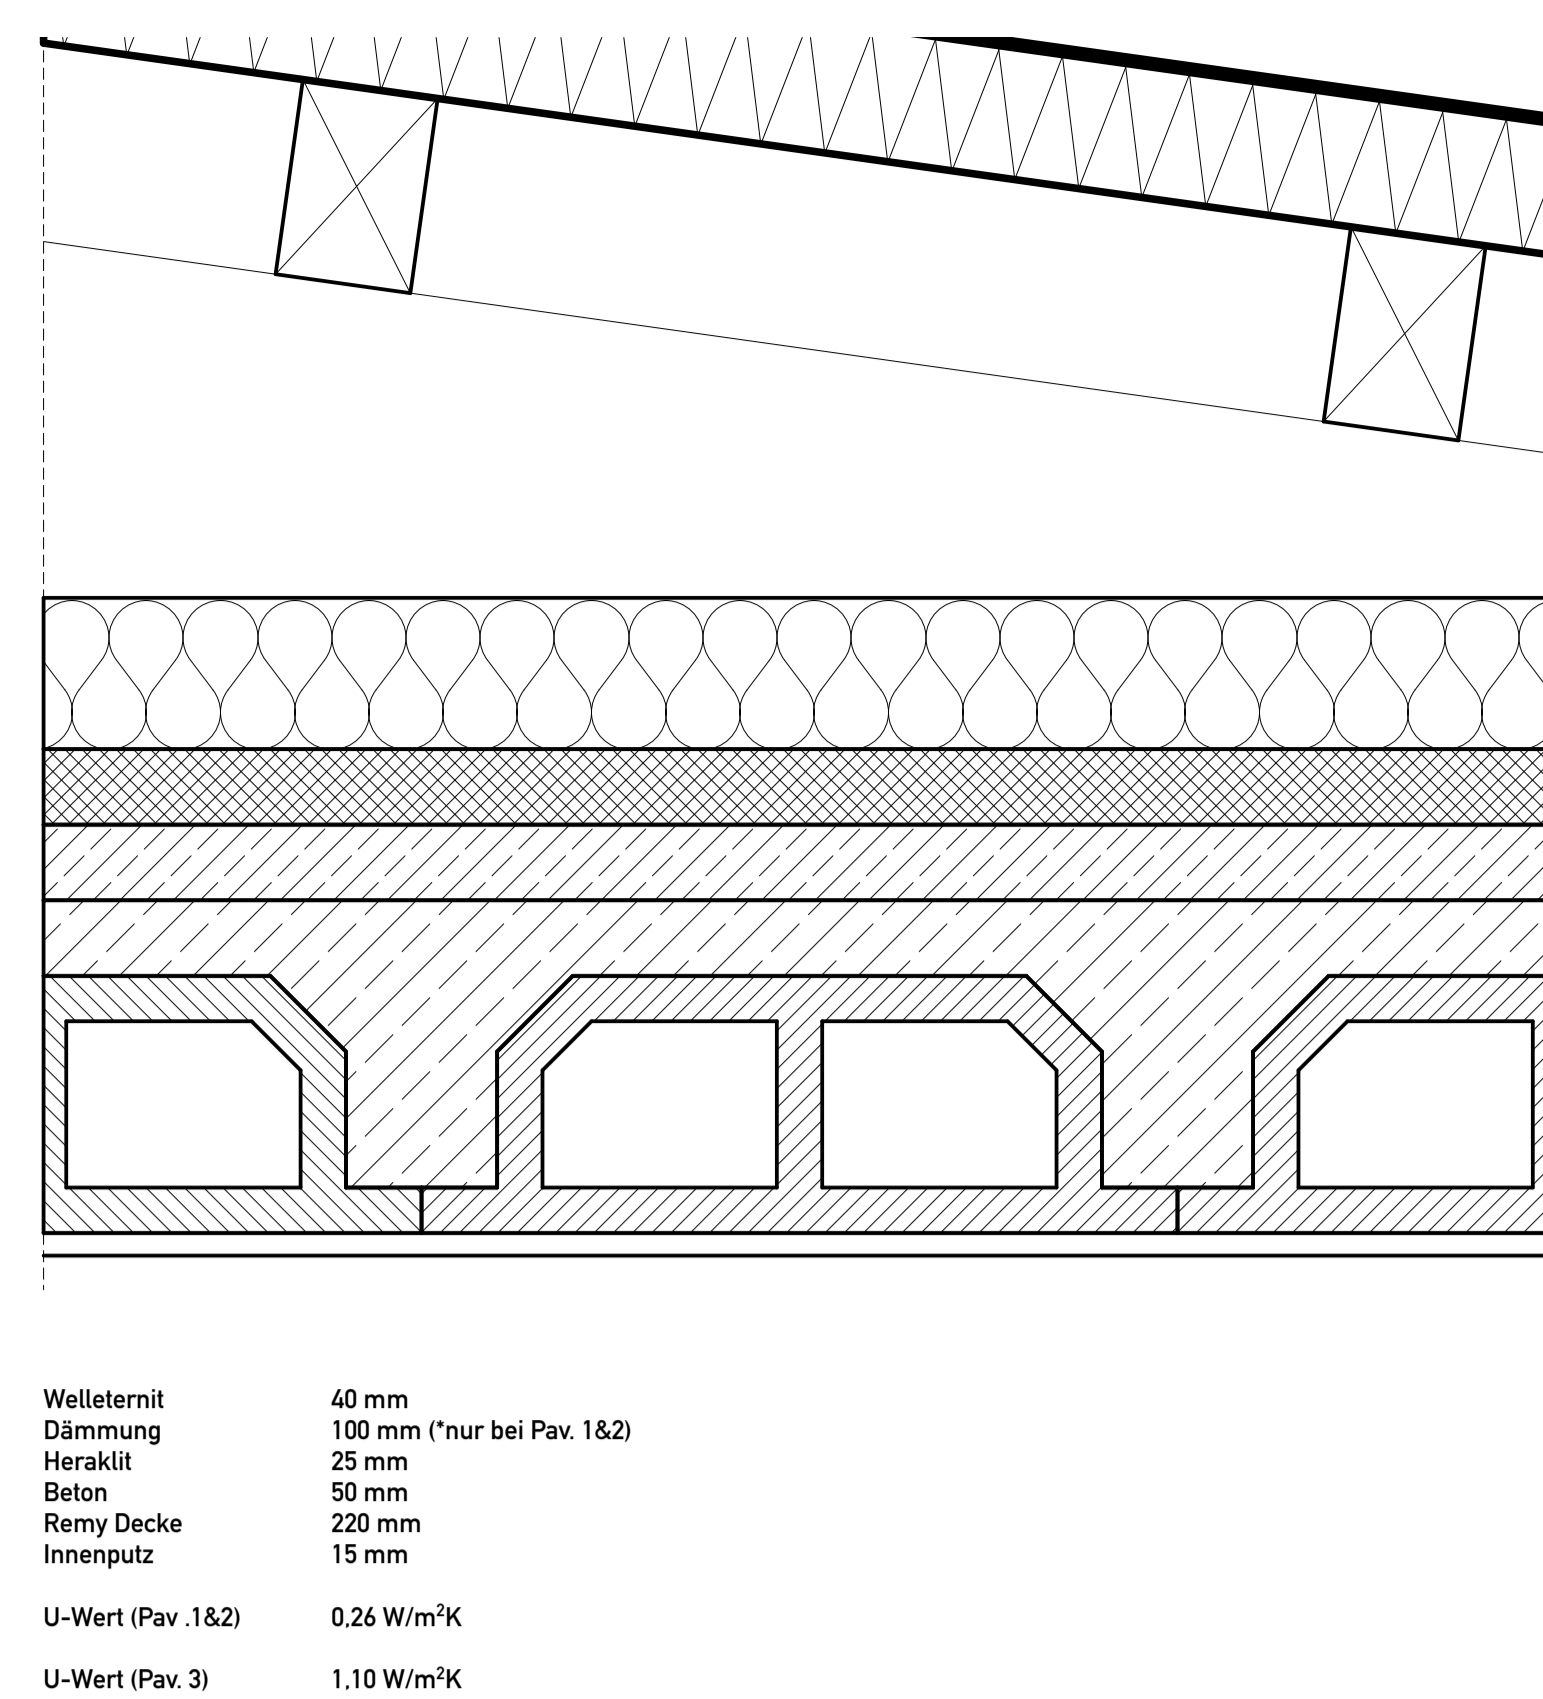 Welleternit 40 mm
Dämmung 100 mm (*nur bei Pav. 1&2)
Heraklit 25 mm
Beton 50 mm
Remy Decke 220 mm
Innenputz 15 mm
U-Wert (Pav .1&2) 0,26 W/m²K
U-Wert (Pav. 3) 1,10 W/m²K